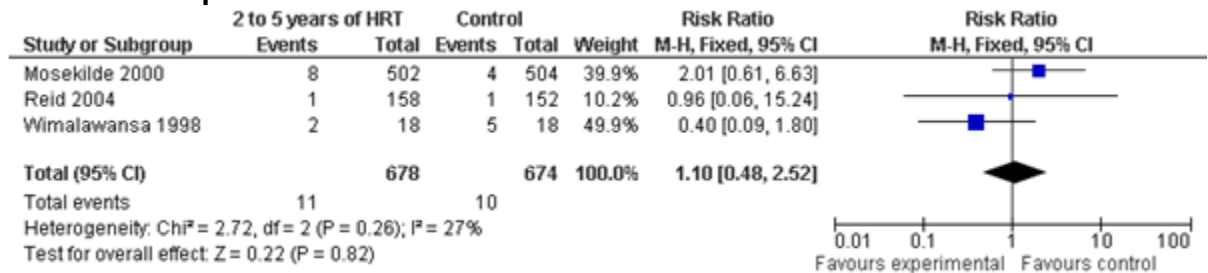 2 to 5 years of HRT Control Risk Ratio Risk Ratio
Study or Subgroup Events Total Events Total Weight M-H, Fixed, 95% CI M-H, Fixed, 95% CI
Mosekilde 2000 8 502 4 504 39.9% 2.01 [0.61, 6.63]
Reid 2004 1 158 1 152 10.2% 0.96 [0.06, 15.24]
Wimalawansa 1998 2 18 5 18 49.9% 0.40 [0.09, 1.80]
Total (95% CI) 678 674 100.0% 1.10 [0.48, 2.52]
Total events 11 10
Heterogeneity: Chi² = 2.72, df = 2 (P = 0.26); I² = 27%
Test for overall effect: Z = 0.22 (P = 0.82)
0.01 0.1 1 10 100
Favours experimental Favours control